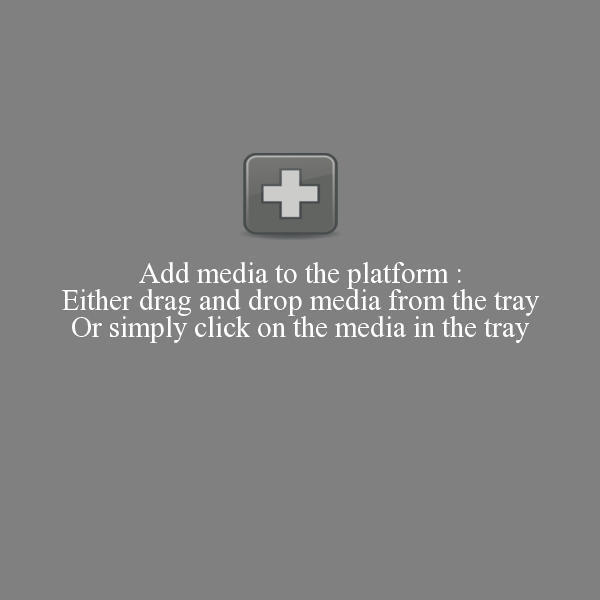 Add media to the platform :
Either drag and drop media from the tray
Or simply click on the media in the tray